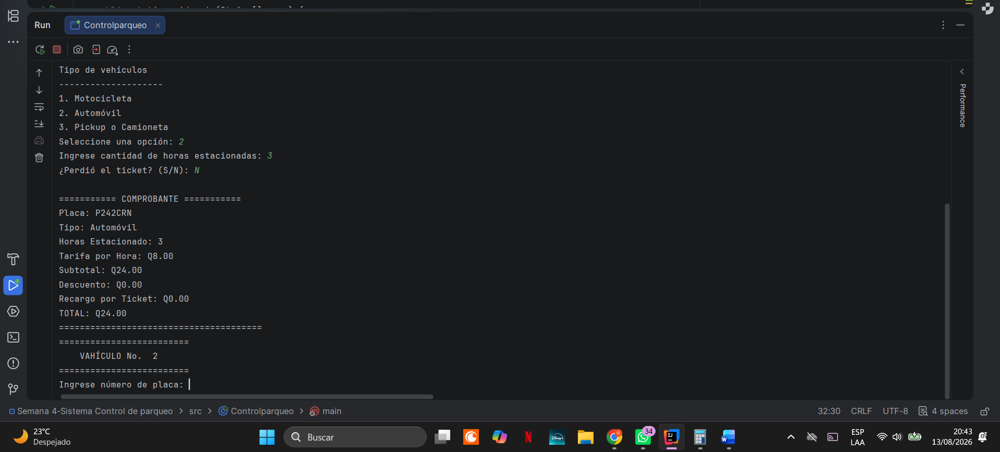 Run
Controlparqueo
Tipo de vehículos
--------------------
1. Motocicleta
2. Automóvil
3. Pickup o Camioneta
Seleccione una opción: 2
Ingrese cantidad de horas estacionadas: 3
¿Perdió el ticket? (S/N): N
=========== COMPROBANTE ===========
Placa: P242CRN
Tipo: Automóvil
Horas Estacionado: 3
Tarifa por Hora: Q8.00
Subtotal: Q24.00
Descuento: Q0.00
Recargo por Ticket: Q0.00
TOTAL: Q24.00
=======================================
=========================
VAHÍCULO No.  2
=========================
Ingrese número de placa:
Performance
Semana 4-Sistema Control de parqueo > src > Controlparqueo > main
32:30 CRLF UTF-8 4 spaces
23°C
Despejado
Buscar
Disney+
34
ESP
LAA
20:43
13/08/2026